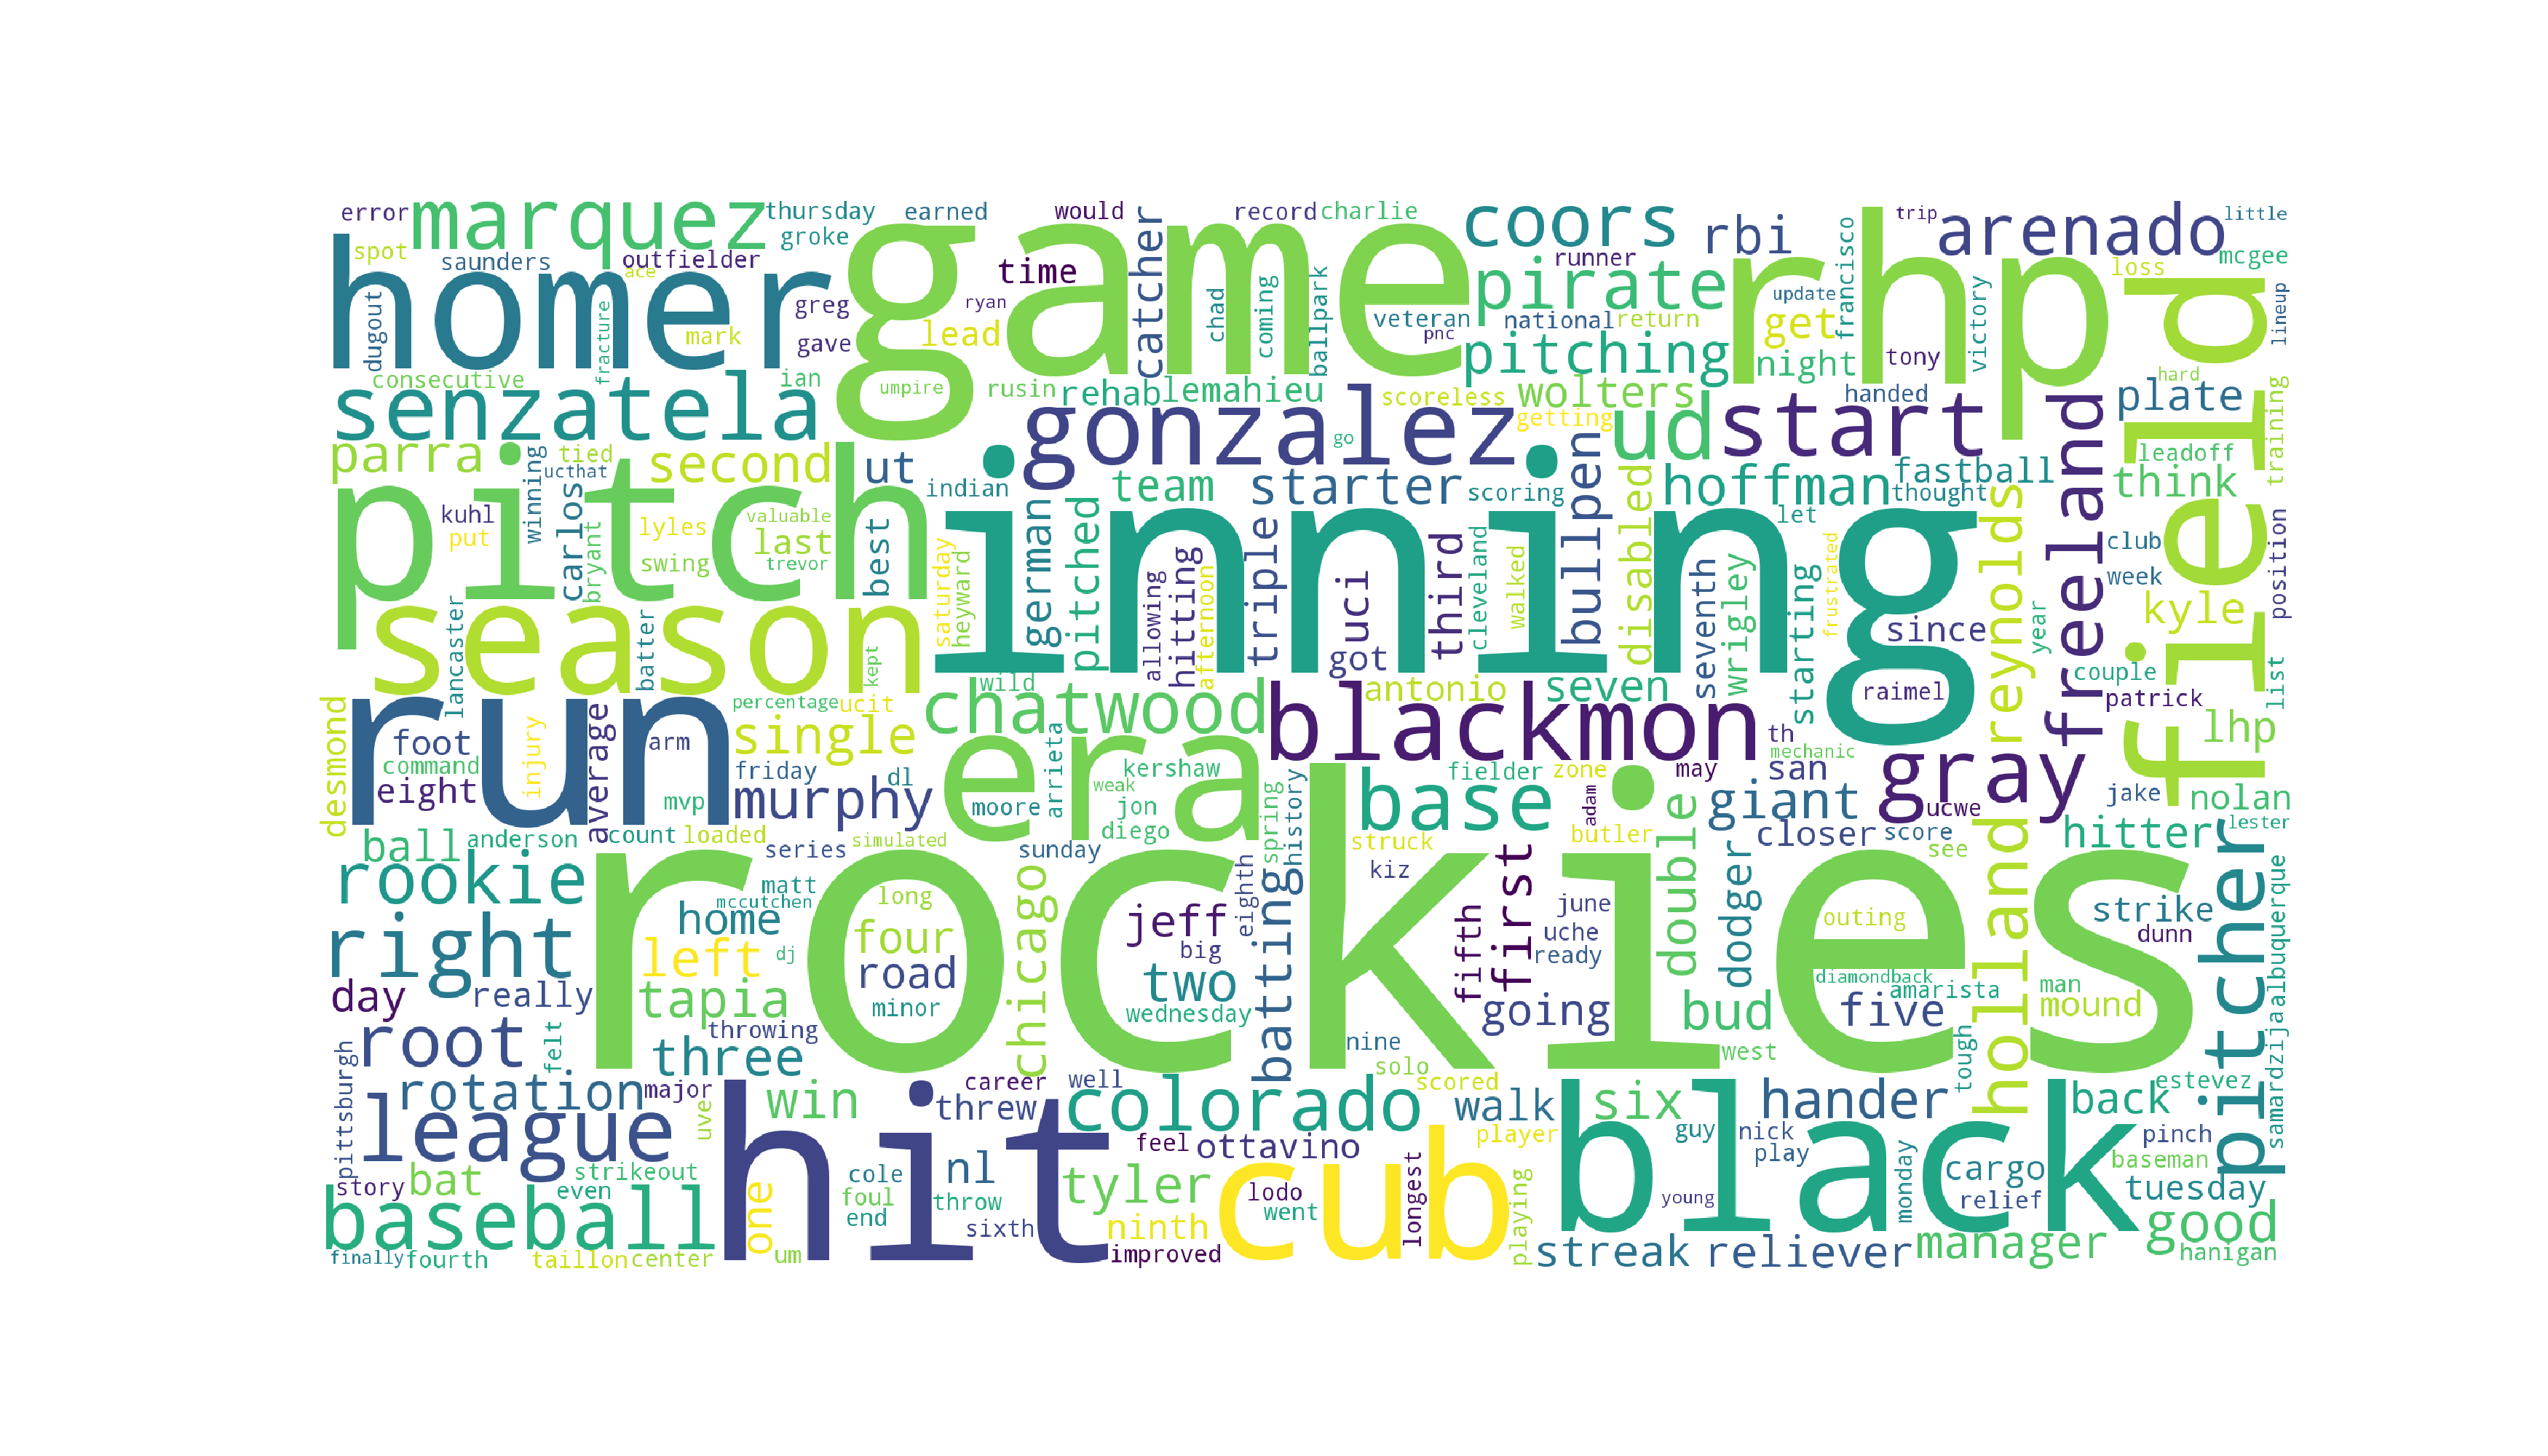 error
marquez
thursday
earned
would
record
charlie
coors
rbi
trip
arenado
little
spot
saunders
outfielder
groke
game
catcher
runner
francisco
rhp
mcgee
homer
ace
time
pirate
update
loss
dugout
fracture
mark
greg
ryan
lead
chad
coming
ballpark
veteran
national
return
get
victory
lineup
gave
pnc
pitching
night
tony
field
consecutive
ian
umpire
rusin
rehab
lemahieu
scoreless
wolters
handed
plate
hard
training
senzatela
gonzalez
getting
ud
start
freeland
go
parra
winning
tied
ucthat
second
ut
indian
team
starter
scoring
bullpen
disabled
hoffman
fastball
thought
leadoff
think
pitch
kuhl
put
carlos
bryant
lyles
valuable
last
swing
trevor
best
saturday
heyward
inning
german
pitched
allowing
hitting
afternoon
triple
uci
got
third
cleveland
walked
let
seventh
wrigley
starting
frustrated
since
reynolds
year
club
week
position
kyle
season
lancaster
batter
kept
wild
antonio
seven
raimel
couple
patrick
list
desmond
run
percentage
ucit
chatwood
blackmon
th
mechanic
lhp
foot
average
arm
single
command
injury
friday
dl
era
arrieta
kershaw
weak
fielder
zone
may
san
gray
eight
mvp
murphy
moore
jon
diego
spring
history
base
adam
giant
ucwe
jake
nolan
ball
anderson
count
loaded
simulated
series
sunday
struck
butler
closer
score
see
hitter
lester
rookie
matt
mccutchen
long
chicago
eighth
batting
kiz
fifth
first
june
double
dodger
outing
holland
strike
dunn
pitcher
albuquerque
right
home
left
dj
four
road
minor
rockies
jeff
big
two
wednesday
uche
ready
going
bud
diamondback
amarista
five
man
mound
day
really
tapia
throwing
root
felt
three
nine
solo
west
tough
samardzija
pittsburgh
rotation
major
win
career
well
threw
colorado
scored
walk
six
hander
back
estevez
league
uve
hit
feel
ottavino
player
guy
nick
play
black
pinch
baseman
story
bat
strikeout
even
cole
foul
end
nl
throw
sixth
tyler
lodo
went
cub
longest
playing
young
monday
cargo
relief
tuesday
baseball
one
um
ninth
improved
streak
reliever
manager
good
finally
fourth
taillon
center
hanigan